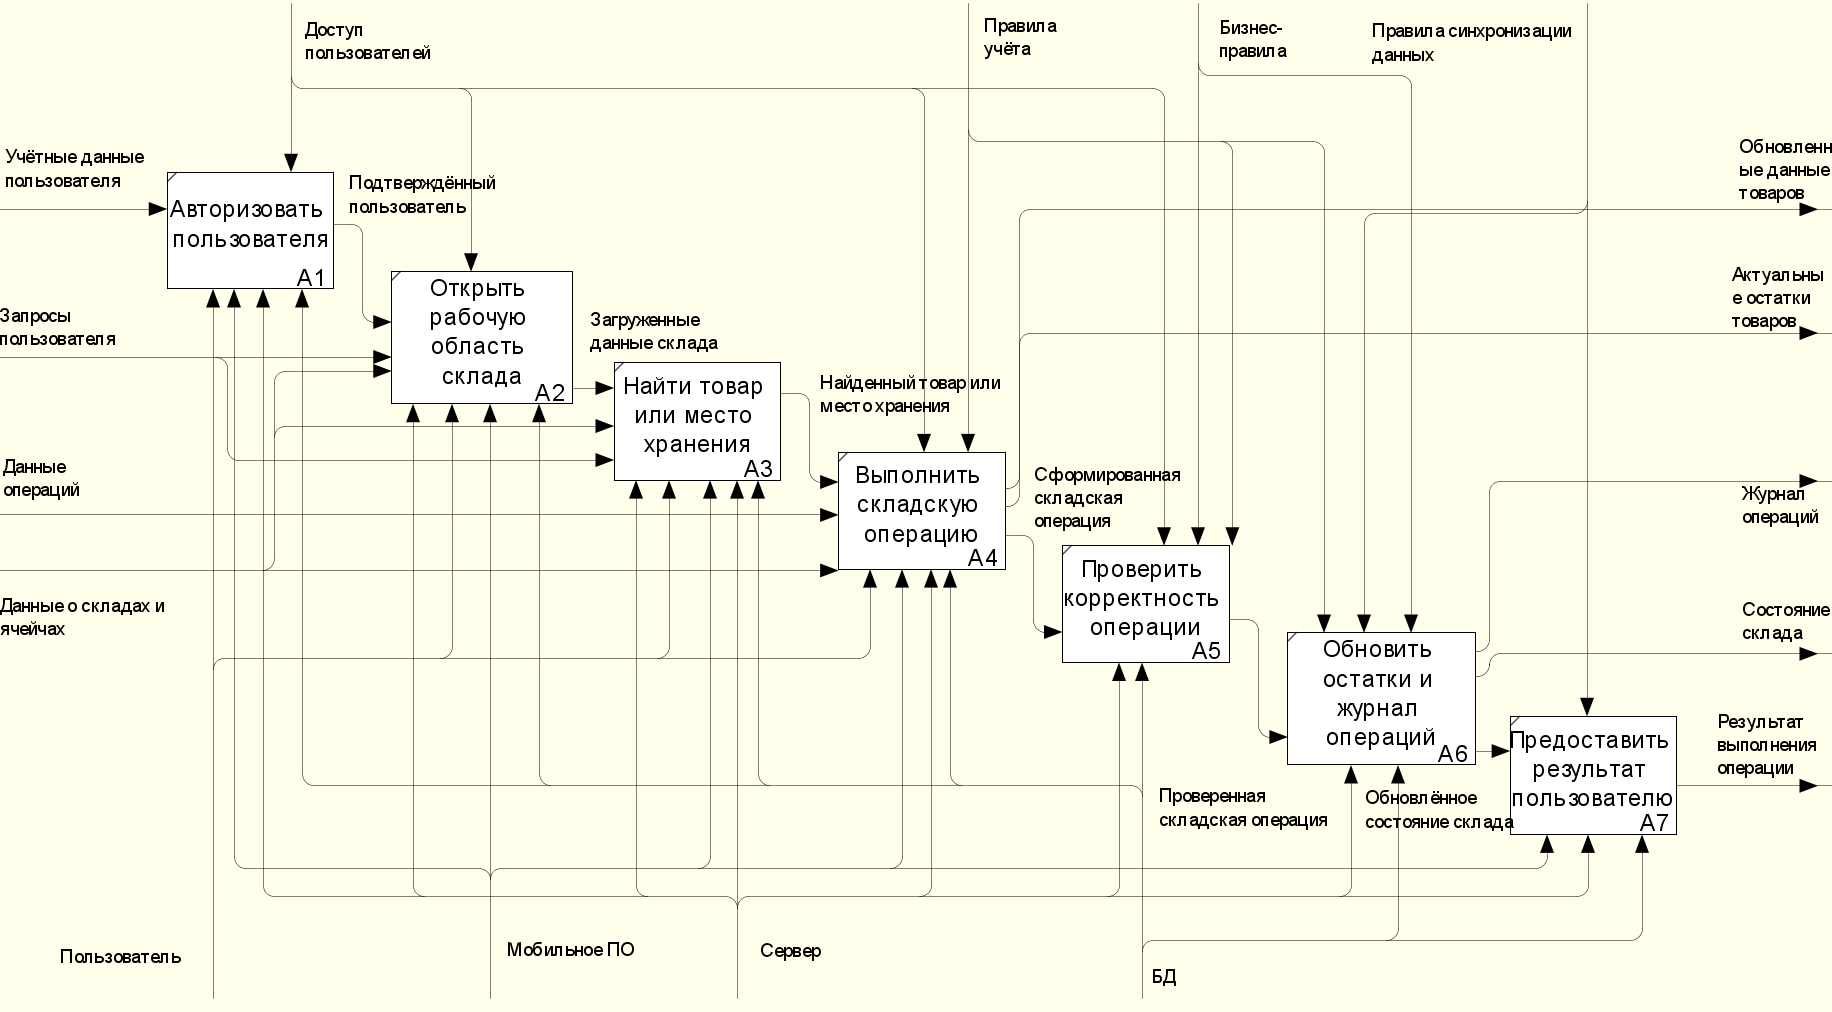 Доступ
пользователей
Правила
учёта
Бизнес-
правила
Правила синхронизации
данных
Учётные данные
пользователя
Авторизовать
пользователя
A1
Подтверждённый
пользователь
Обновленн
ые данные
товаров
Запросы
пользователя
Открыть
рабочую
область
склада
A2
Загруженные
данные склада
Актуальны
е остатки
товаров
Найти товар
или место
хранения
A3
Найденный товар или
место хранения
Данные
операций
Выполнить
складскую
операцию
A4
Сформированная
складская
операция
Журнал
операций
Данные о складах и
ячейчах
Проверить
корректность
операции
A5
Состояние
склада
Обновить
остатки и
журнал
операций
A6
Результат
выполнения
операции
Предоставить
результат
пользователю
A7
Проверенная
складская операция
Обновлённое
состояние склада
Пользователь
Мобильное ПО
Сервер
БД